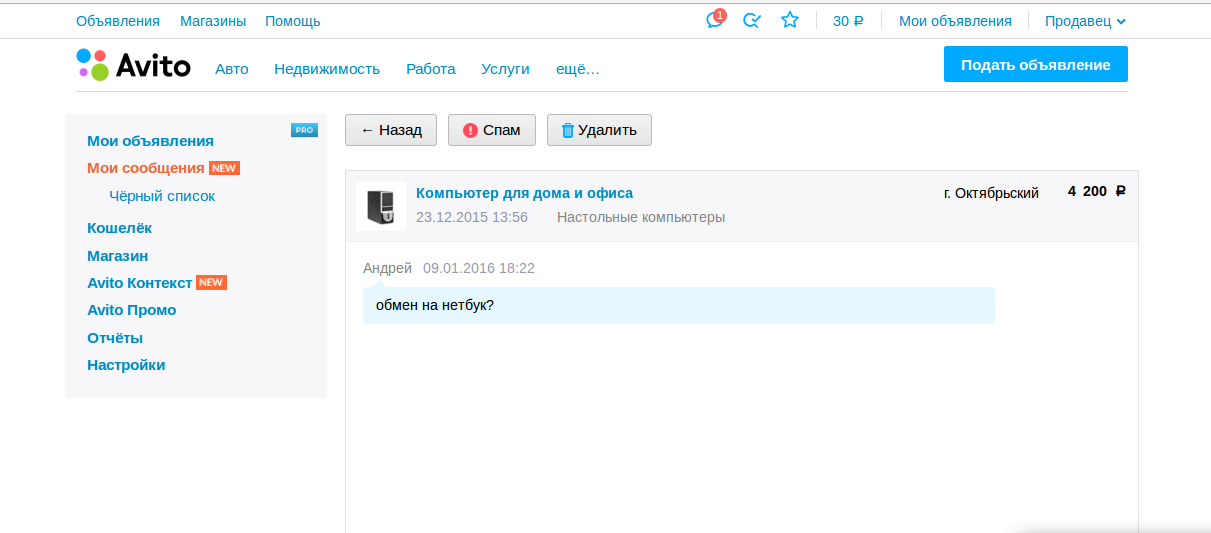 Объявления Магазины Помощь 1 30 ₽ Мои объявления Продавец
Avito Авто Недвижимость Работа Услуги ещё... Подать объявление
PRO
Мои объявления
Мои сообщения NEW
Чёрный список
Кошелёк
Магазин
Avito Контекст NEW
Avito Промо
Отчёты
Настройки
← Назад Спам Удалить
Компьютер для дома и офиса г. Октябрьский 4 200 ₽
23.12.2015 13:56 Настольные компьютеры
Андрей 09.01.2016 18:22
обмен на нетбук?